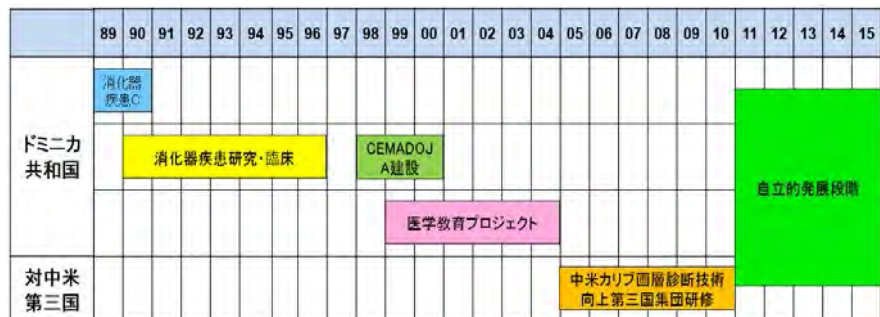 89 90 91 92 93 94 95 96 97 98 99 00 01 02 03 04 05 06 07 08 09 10 11 12 13 14 15
消化器
疾患C
ドミニカ
共和国
消化器疾患研究・臨床
CEMADOJ
A建設
医学教育プロジェクト
自立的発展段階
対中米
第三国
中米カリブ画層診断技術
向上第三国集団研修